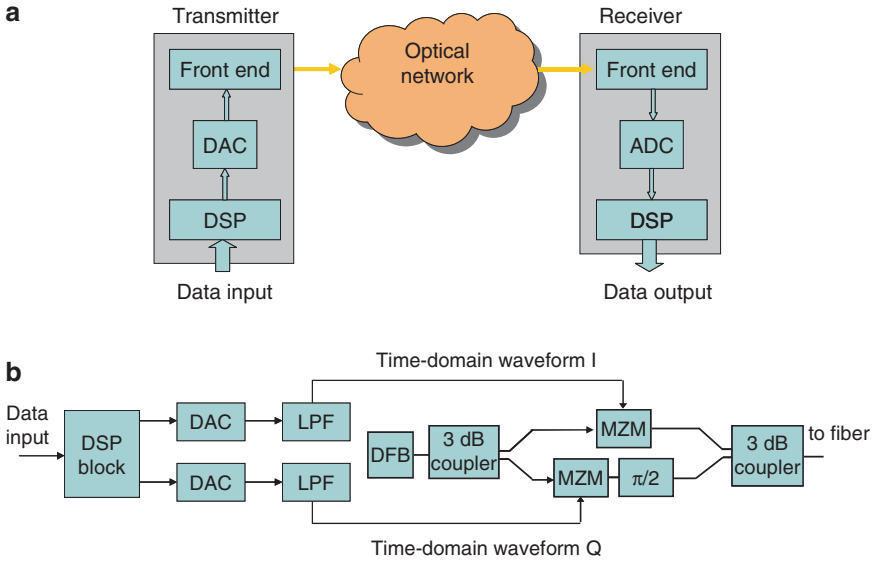 a
Transmitter
Front end
DAC
DSP
Data input
Optical
network
Receiver
Front end
ADC
DSP
Data output
b
Time-domain waveform I
Data
input
DSP
block
DAC
LPF
DAC
LPF
DFB
3 dB
coupler
MZM
MZM
π/2
3 dB
coupler
to fiber
Time-domain waveform Q